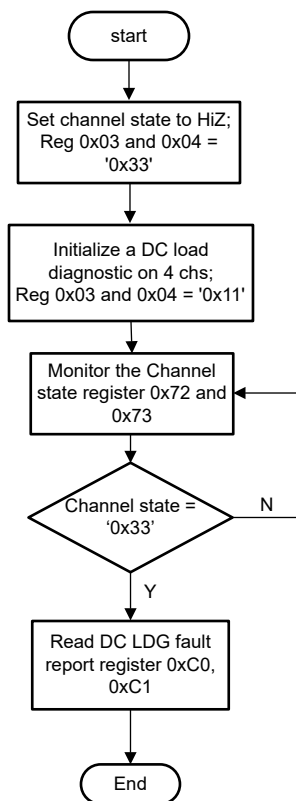 start
Set channel state to HiZ;
Reg 0x03 and 0x04 =
'0x33'
Initialize a DC load
diagnostic on 4 chs;
Reg 0x03 and 0x04 = '0x11'
Monitor the Channel
state register 0x72 and
0x73
Channel state =
‘0x33’
N
Y
Read DC LDG fault
report register 0xC0,
0xC1
End